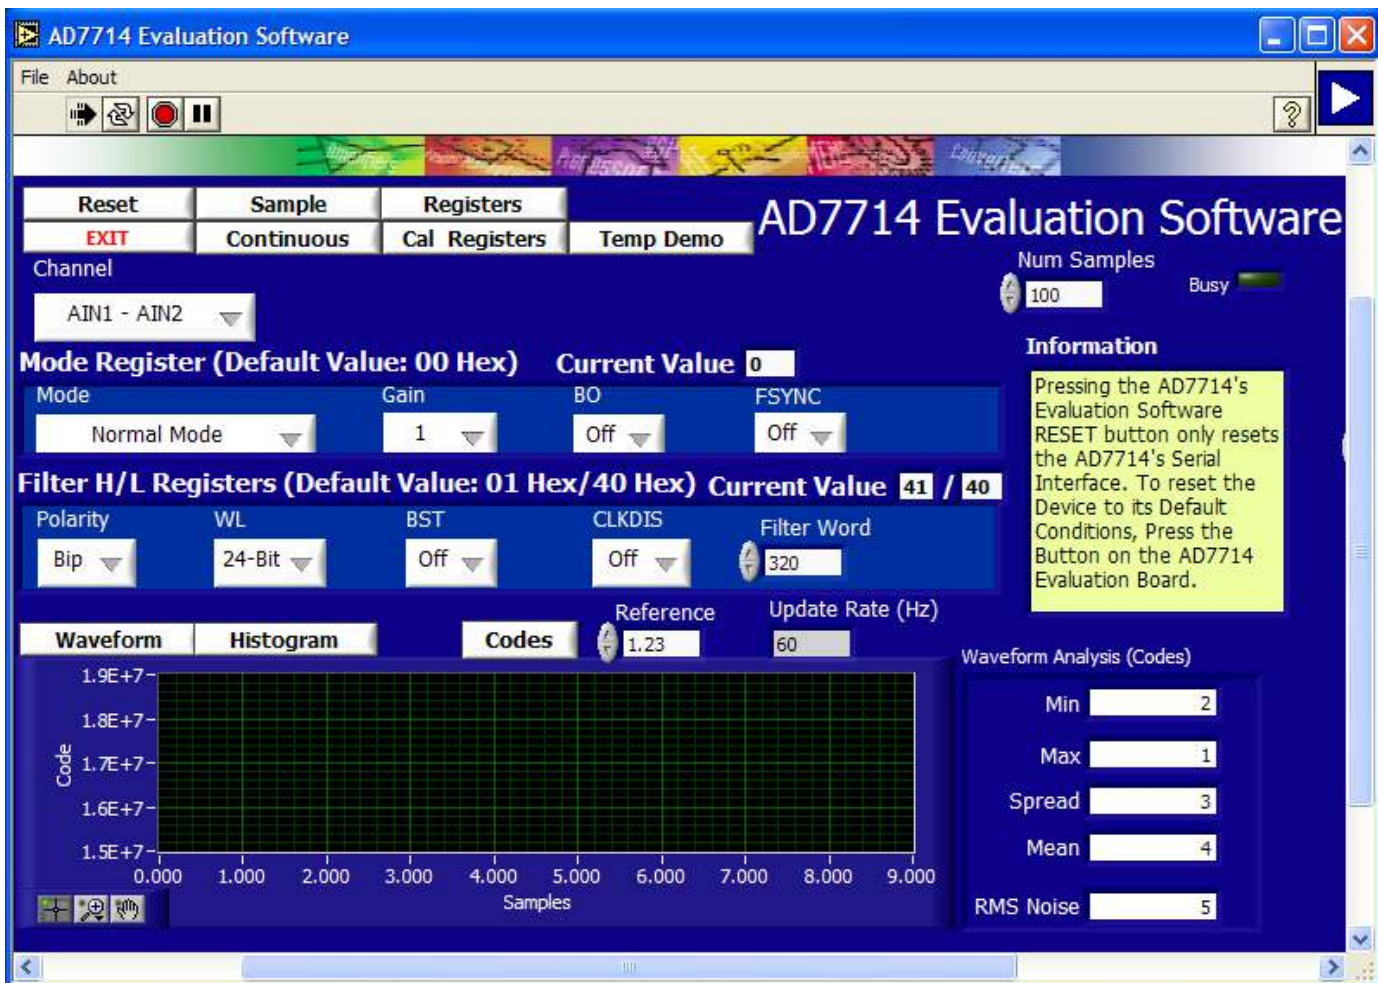 AD7714 Evaluation Software
File About
Reset Sample Registers
EXIT Continuous Cal Registers Temp Demo
AD7714 Evaluation Software
Channel
AIN1 - AIN2
Num Samples
100
Busy
Mode Register (Default Value: 00 Hex) Current Value 0
Mode Gain BO FSYNC
Normal Mode 1 Off Off
Filter H/L Registers (Default Value: 01 Hex/40 Hex) Current Value 41 / 40
Polarity WL BST CLKDIS Filter Word
Bip 24-Bit Off Off 320
Information
Pressing the AD7714's
Evaluation Software
RESET button only resets
the AD7714's Serial
Interface. To reset the
Device to its Default
Conditions, Press the
Button on the AD7714
Evaluation Board.
Reference Update Rate (Hz)
Waveform Histogram Codes 1.23 60
1.9E+7
1.8E+7
1.7E+7
1.6E+7
1.5E+7
Code
0.000 1.000 2.000 3.000 4.000 5.000 6.000 7.000 8.000 9.000
Samples
Waveform Analysis (Codes)
Min 2
Max 1
Spread 3
Mean 4
RMS Noise 5